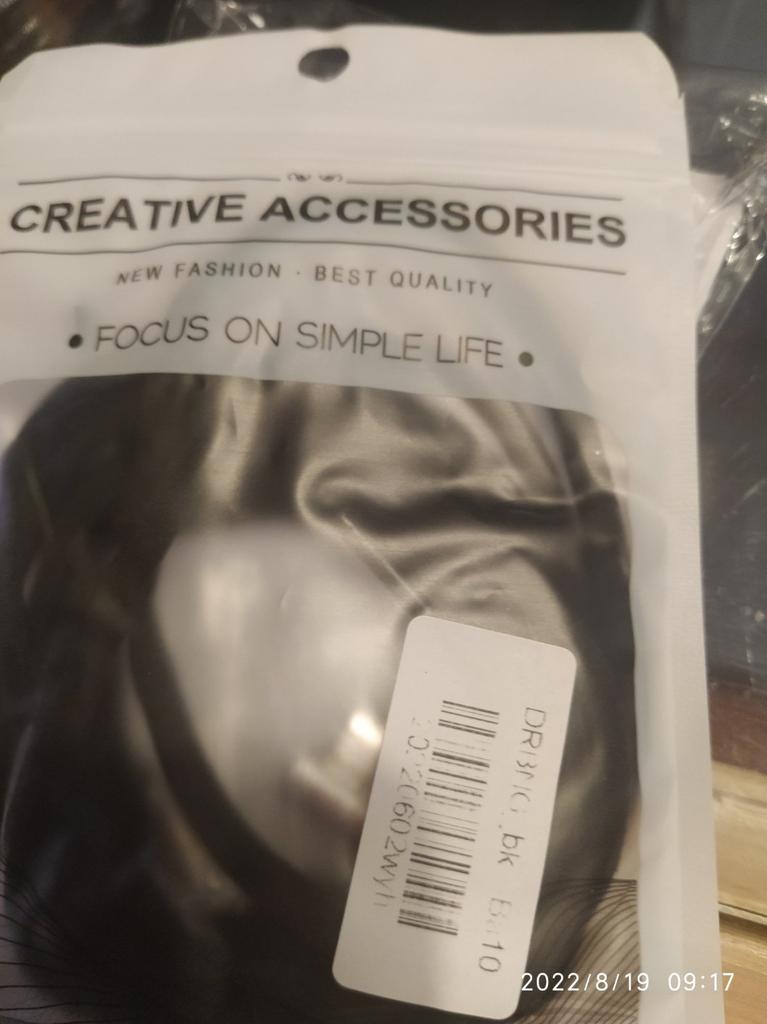 CREATIVE ACCESSORIES
NEW FASHION · BEST QUALITY
• FOCUS ON SIMPLE LIFE •
2022/8/19 09:17